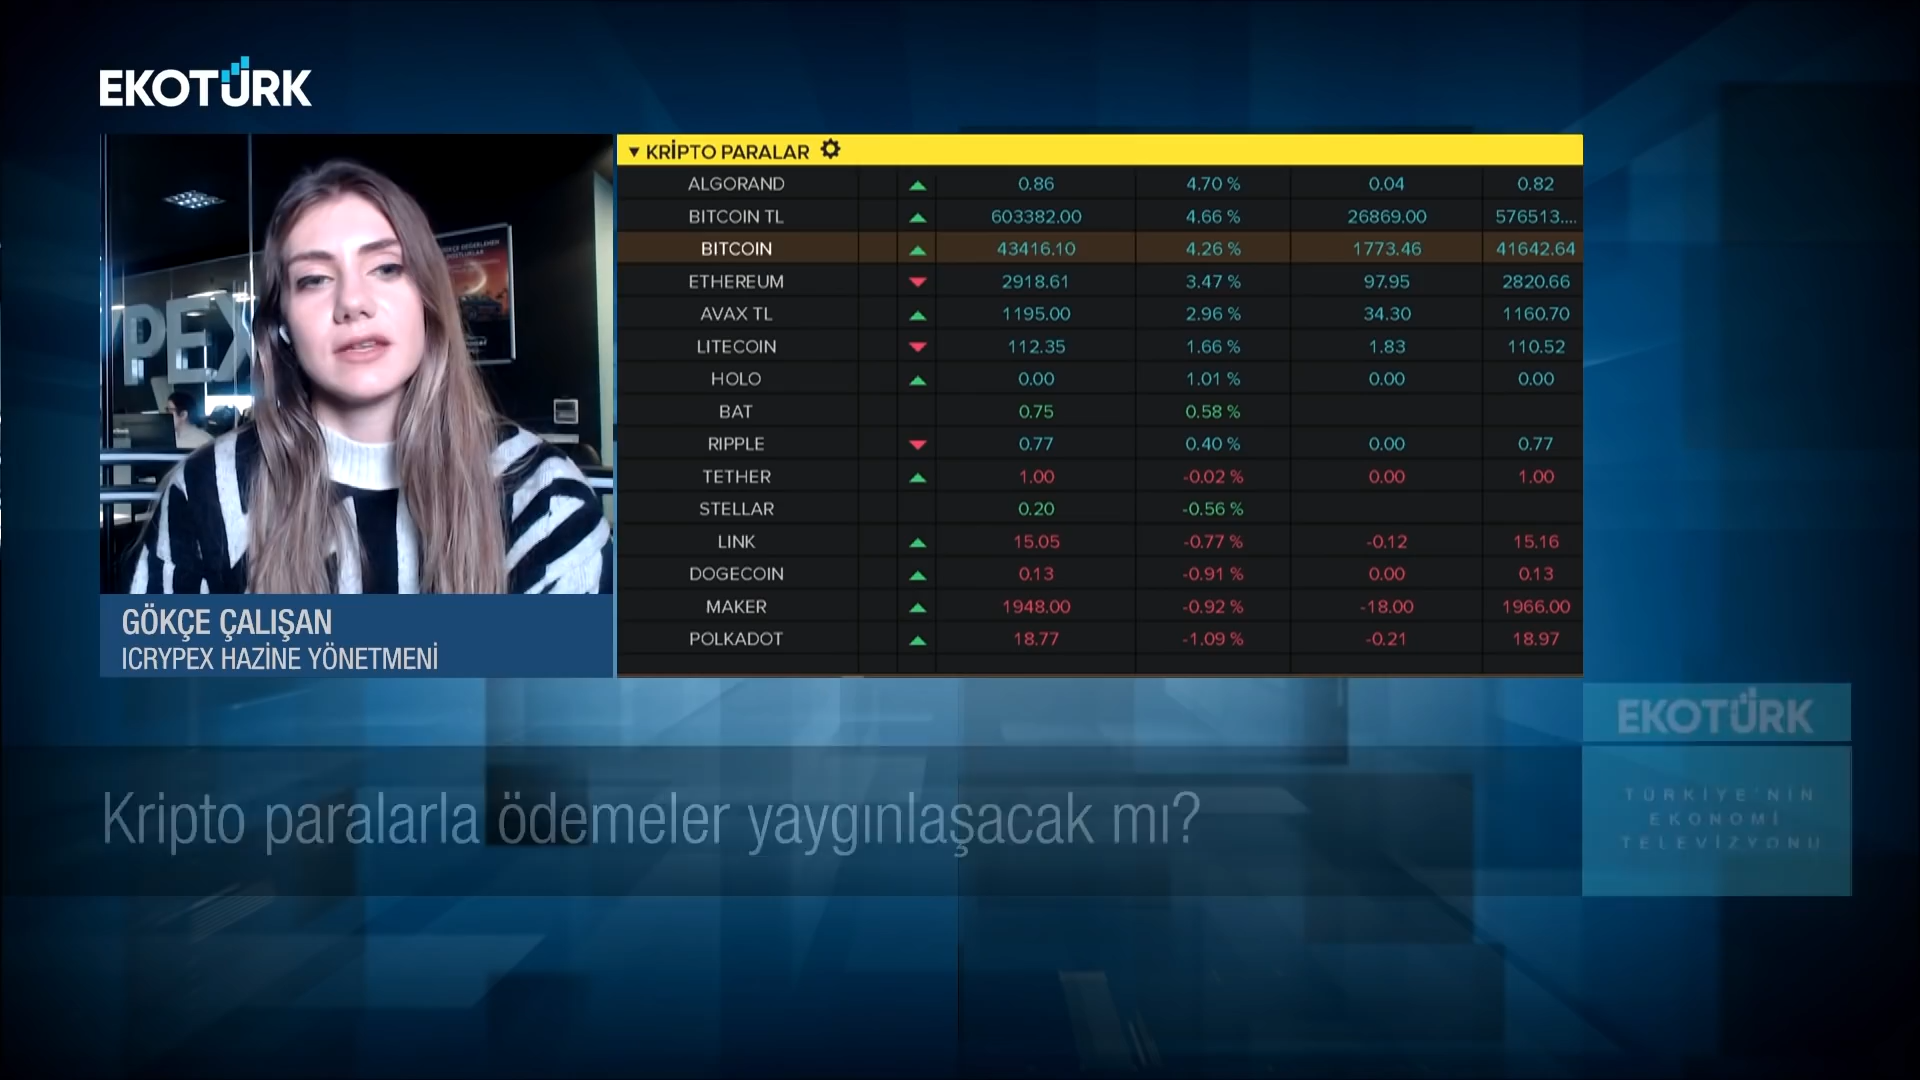 EKOTÜRK
YPEX
GÖKÇE ÇALIŞAN
ICRYPEX HAZİNE YÖNETMENİ
▼ KRİPTO PARALAR
ALGORAND 0.86 4.70 % 0.04 0.82
BITCOIN TL 603382.00 4.66 % 26869.00 576513....
BITCOIN 43416.10 4.26 % 1773.46 41642.64
ETHEREUM 2918.61 3.47 % 97.95 2820.66
AVAX TL 1195.00 2.96 % 34.30 1160.70
LITECOIN 112.35 1.66 % 1.83 110.52
HOLO 0.00 1.01 % 0.00 0.00
BAT 0.75 0.58 %
RIPPLE 0.77 0.40 % 0.00 0.77
TETHER 1.00 -0.02 % 0.00 1.00
STELLAR 0.20 -0.56 %
LINK 15.05 -0.77 % -0.12 15.16
DOGECOIN 0.13 -0.91 % 0.00 0.13
MAKER 1948.00 -0.92 % -18.00 1966.00
POLKADOT 18.77 -1.09 % -0.21 18.97
EKOTÜRK
TÜRKİYE'NİN
EKONOMİ
TELEVİZYONU
Kripto paralarla ödemeler yaygınlaşacak mı?